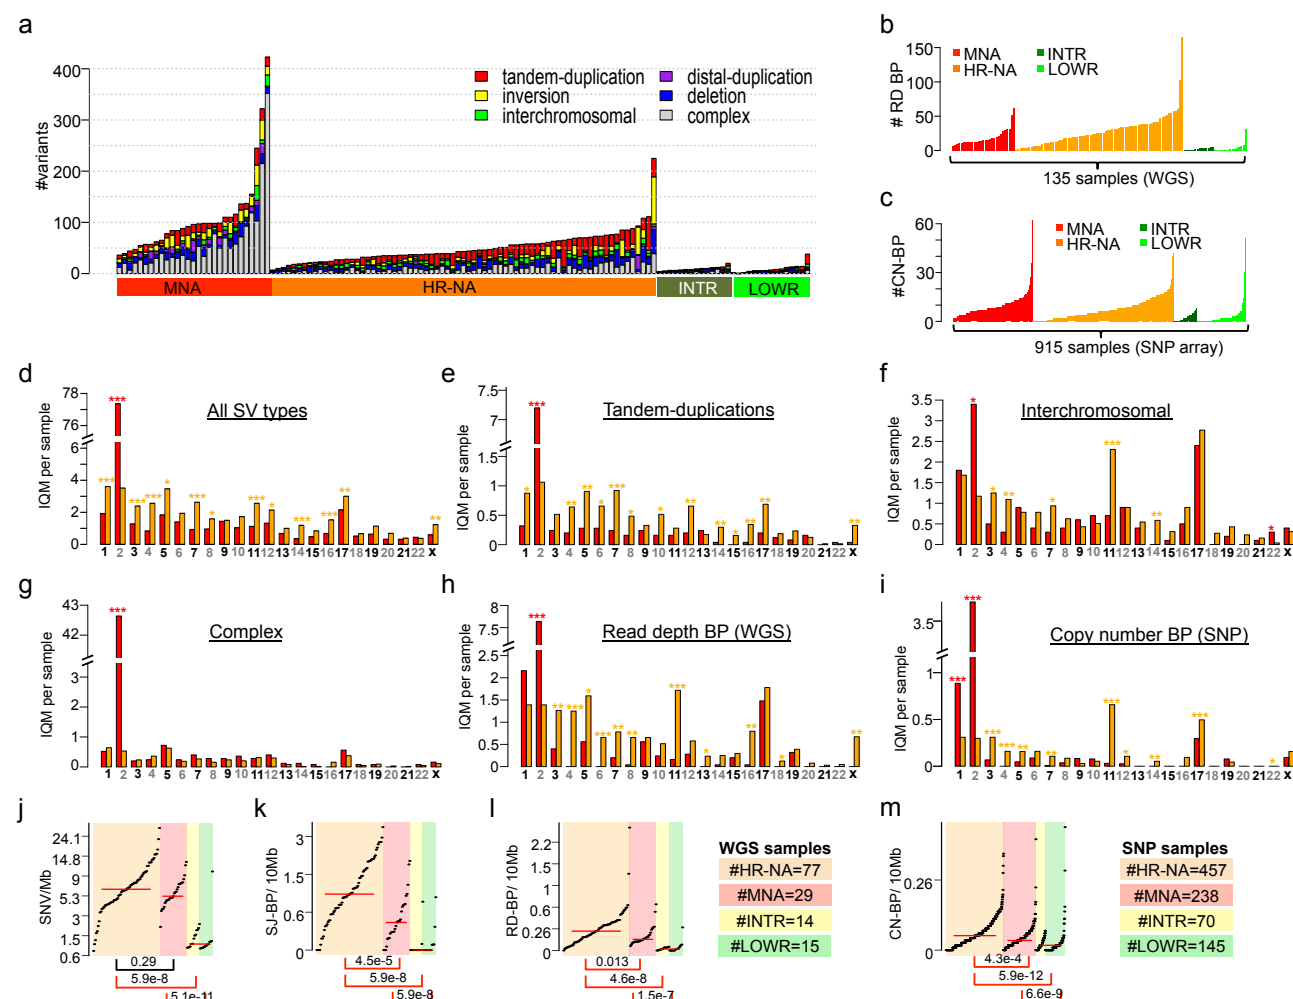 a
#variants
400
300
200
100
0
tandem-duplication
inversion
interchromosomal
distal-duplication
deletion
complex
MNA
HR-NA
INTR
LOWR
b
# RD BP
150
100
50
0
MNA
HR-NA
INTR
LOWR
135 samples (WGS)
c
#CN-BP
60
30
0
MNA
HR-NA
INTR
LOWR
915 samples (SNP array)
d
All SV types
IQM per sample
78
76
6
4
2
0
*** *** *** *** * *** * *** * *** *** ** **
1 2 3 4 5 6 7 8 9 10 11 12 13 14 15 16 17 18 19 20 21 22 x
e
Tandem-duplications
IQM per sample
7.5
7
1.5
1
0.5
0
1 2 3 4 5 6 7 8 9 10 11 12 13 14 15 16 17 18 19 20 21 22 x
f
Interchromosomal
IQM per sample
3.5
3
2.5
2
1.5
1
0.5
0
1 2 3 4 5 6 7 8 9 10 11 12 13 14 15 16 17 18 19 20 21 22 x
g
Complex
IQM per sample
43
42
3
2
1
0
***
1 2 3 4 5 6 7 8 9 10 11 12 13 14 15 16 17 18 19 20 21 22 x
h
Read depth BP (WGS)
IQM per sample
8
7.5
2.5
2
1.5
1
0.5
0
1 2 3 4 5 6 7 8 9 10 11 12 13 14 15 16 17 18 19 20 21 22 x
i
Copy number BP (SNP)
IQM per sample
3.5
1
0.5
0
1 2 3 4 5 6 7 8 9 10 11 12 13 14 15 16 17 18 19 20 21 22 x
j
SNV/Mb
24.1
14.8
9
5.3
3
1.5
0.6
0.29
5.9e-8
5.1e-11
k
SJ-BP/ 10Mb
3
1.5
0.6
0
4.5e-5
5.9e-8
5.9e-8
l
RD-BP/ 10Mb
2.2
1.5
1
0.6
0.26
0
0.013
4.6e-8
1.5e-7
WGS samples
#HR-NA=77
#MNA=29
#INTR=14
#LOWR=15
m
CN-BP/ 10Mb
0.26
0
4.3e-4
5.9e-12
6.6e-9
SNP samples
#HR-NA=457
#MNA=238
#INTR=70
#LOWR=145